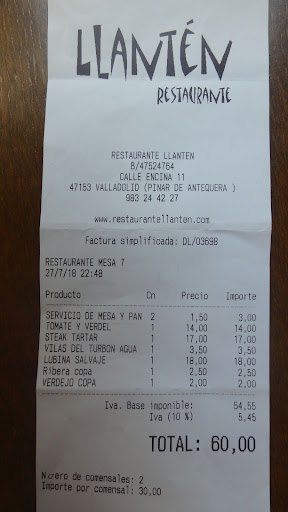 LLANTÉN
RESTAURANTE
RESTAURANTE LLANTEN
B/47524764
CALLE ENCINA 11
47153 VALLADOLID (PINAR DE ANTEQUERA )
983 24 42 27
www.restaurantellanten.com
Factura simplificada: DL/03698
RESTAURANTE MESA 7
27/7/18 22:48
Producto Cn Precio Importe
SERVICIO DE MESA Y PAN 2 1,50 3,00
TOMATE Y VERDEL 1 14,00 14,00
STEAK TARTAR 1 17,00 17,00
VILAS DEL TURBON AGUA 1 3,50 3,50
LUBINA SALVAJE 1 18,00 18,00
Ribera copa 1 2,50 2,50
VERDEJO COPA 1 2,00 2,00
Iva. Base imponible: 54,55
Iva (10 %) 5,45
TOTAL: 60,00
Número de comensales: 2
Importe por comensal: 30,00